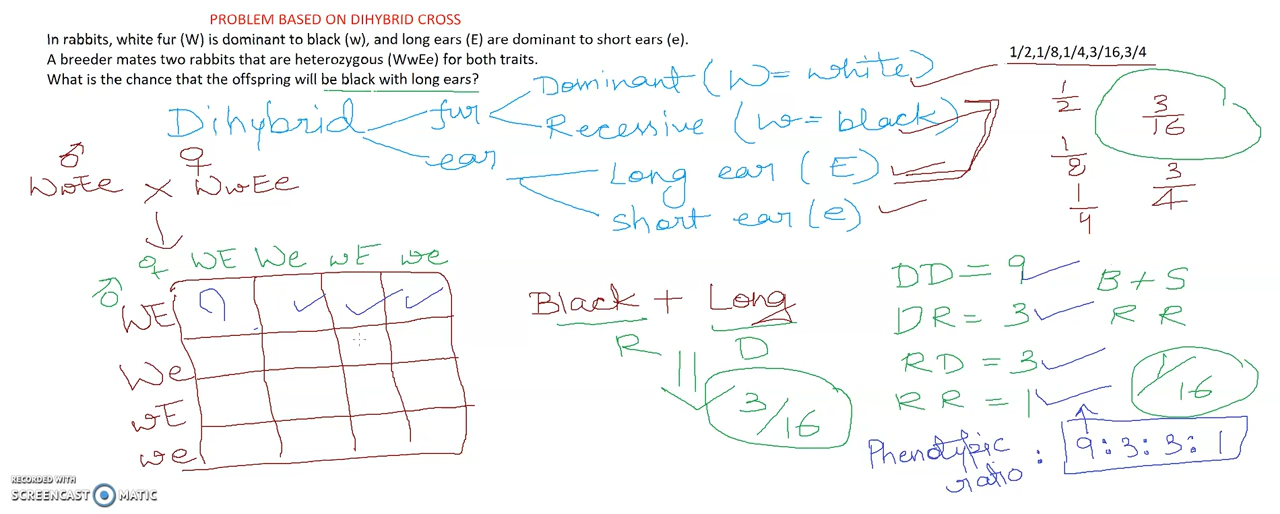 PROBLEM BASED ON DIHYBRID CROSS
In rabbits, white fur (W) is dominant to black (w), and long ears (E) are dominant to short ears (e).
A breeder mates two rabbits that are heterozygous (WwEe) for both traits.
What is the chance that the offspring will be black with long ears?
1/2,1/8,1/4,3/16,3/4
Dihybrid
fur
Dominant (W = white)
Recessive (w = black)
ear
Long ear (E)
Short ear (e)
1/2
1/8
1/4
3/16
3/4
♂ ♀
WwEe × WwEe
♀ WE We wE we
♂
WE 9 ✓ ✓ ✓
We
wE
we
Black + Long
R D
3/16
DD = 9 ✓
DR = 3 ✓
RD = 3 ✓
RR = 1 ✓
B + S
R R
1/16
Phenotypic ratio : 9:3:3:1
RECORDED WITH
SCREENCAST MATIC